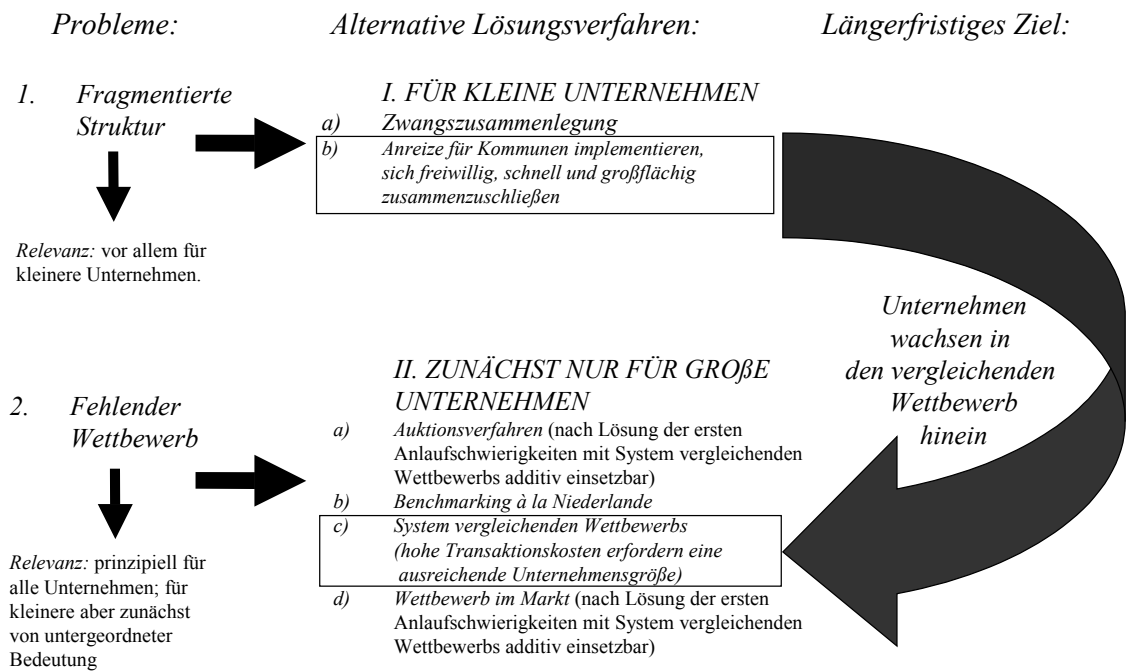 Probleme:
Alternative Lösungsverfahren:
Längerfristiges Ziel:
1. Fragmentierte
Struktur
Relevanz: vor allem für
kleinere Unternehmen.
I. FÜR KLEINE UNTERNEHMEN
a) Zwangszusammenlegung
b) Anreize für Kommunen implementieren,
sich freiwillig, schnell und großflächig
zusammenzuschließen
2. Fehlender
Wettbewerb
Relevanz: prinzipiell für
alle Unternehmen; für
kleinere aber zunächst
von untergeordneter
Bedeutung
II. ZUNÄCHST NUR FÜR GROßE
UNTERNEHMEN
a) Auktionsverfahren (nach Lösung der ersten
Anlaufschwierigkeiten mit System vergleichenden
Wettbewerbs additiv einsetzbar)
b) Benchmarking à la Niederlande
c) System vergleichenden Wettbewerbs
(hohe Transaktionskosten erfordern eine
ausreichende Unternehmensgröße)
d) Wettbewerb im Markt (nach Lösung der ersten
Anlaufschwierigkeiten mit System vergleichenden
Wettbewerbs additiv einsetzbar)
Unternehmen
wachsen in
den vergleichenden
Wettbewerb
hinein